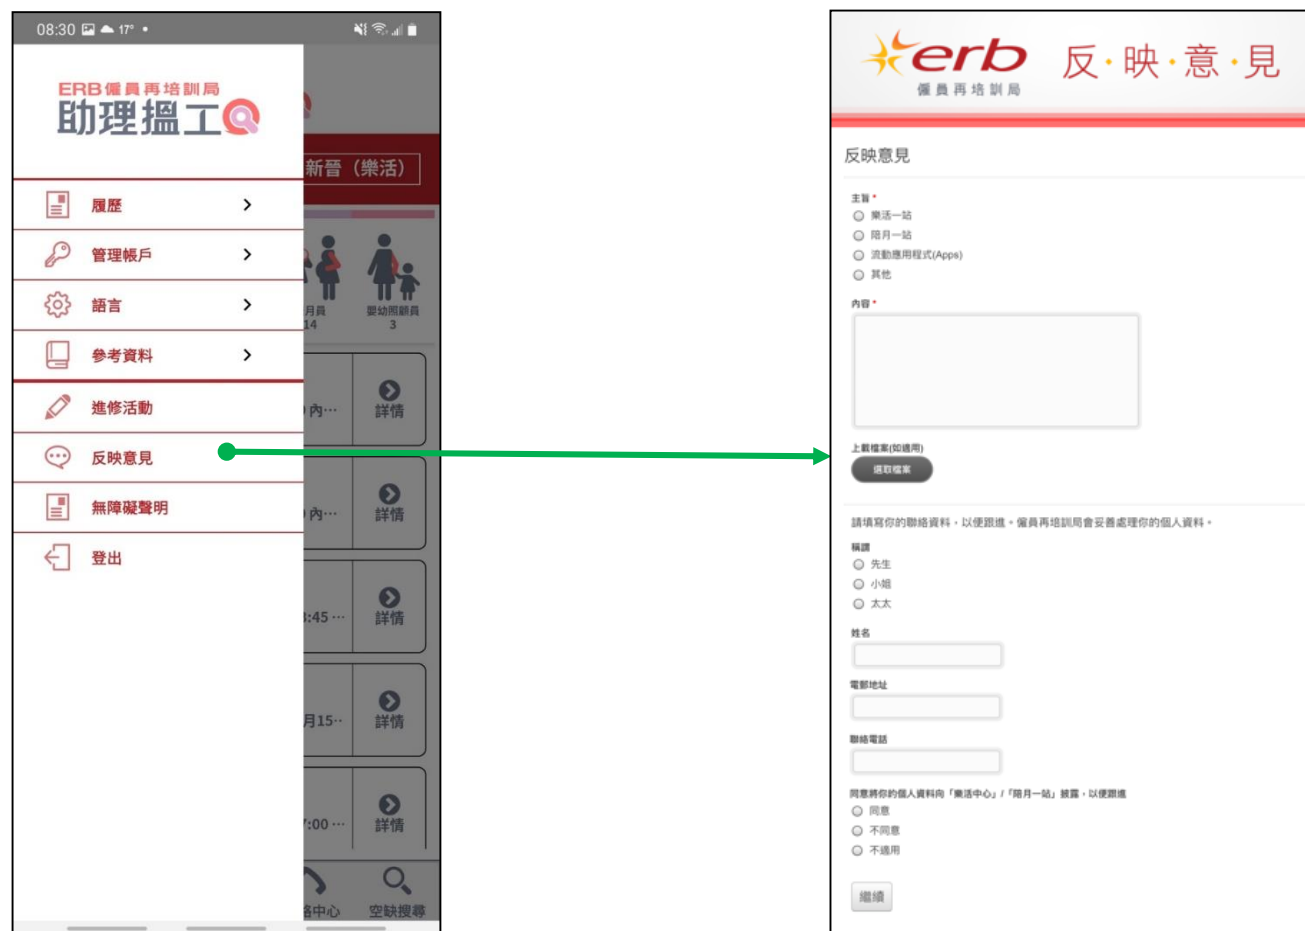 08:30 17°
ERB僱員再培訓局
助理搵工
新晉（樂活）
履歷
管理帳戶
語言
參考資料
進修活動
反映意見
無障礙聲明
登出
月員
14
嬰幼照顧員
3
內…
詳情
內…
詳情
:45 …
詳情
月15··
詳情
7:00 …
詳情
絡中心
空缺搜尋
erb
僱員再培訓局
反·映·意·見
反映意見
主旨 *
樂活一站
陪月一站
流動應用程式(Apps)
其他
內容 *
上載檔案(如適用)
選取檔案
請填寫你的聯絡資料，以便跟進。僱員再培訓局會妥善處理你的個人資料。
稱謂
先生
小姐
太太
姓名
電郵地址
聯絡電話
同意將你的個人資料向「樂活中心」/「陪月一站」披露，以便跟進
同意
不同意
不適用
繼續